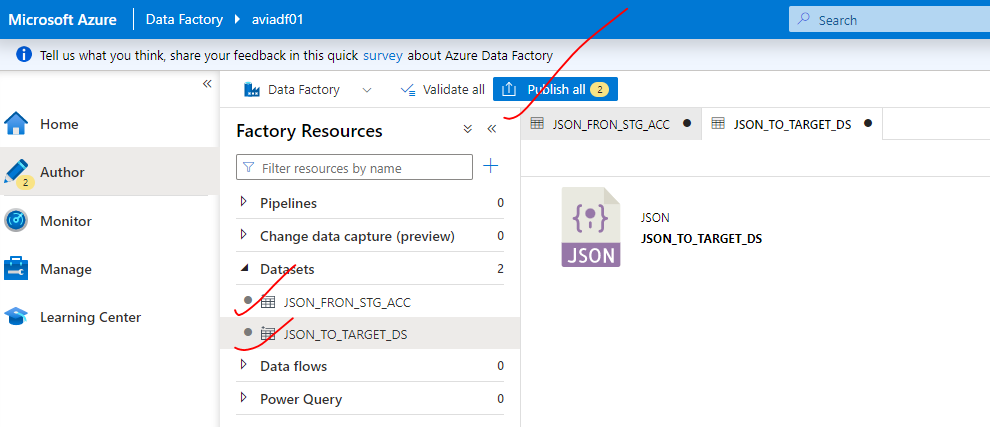 Microsoft Azure Data Factory aviadf01 Search
Tell us what you think, share your feedback in this quick survey about Azure Data Factory
Data Factory Validate all Publish all 2
Home
Author
2
Monitor
Manage
Learning Center
Factory Resources
Filter resources by name
Pipelines 0
Change data capture (preview) 0
Datasets 2
JSON_FRON_STG_ACC
JSON_TO_TARGET_DS
Data flows 0
Power Query 0
JSON_FRON_STG_ACC JSON_TO_TARGET_DS
JSON
JSON
JSON_TO_TARGET_DS